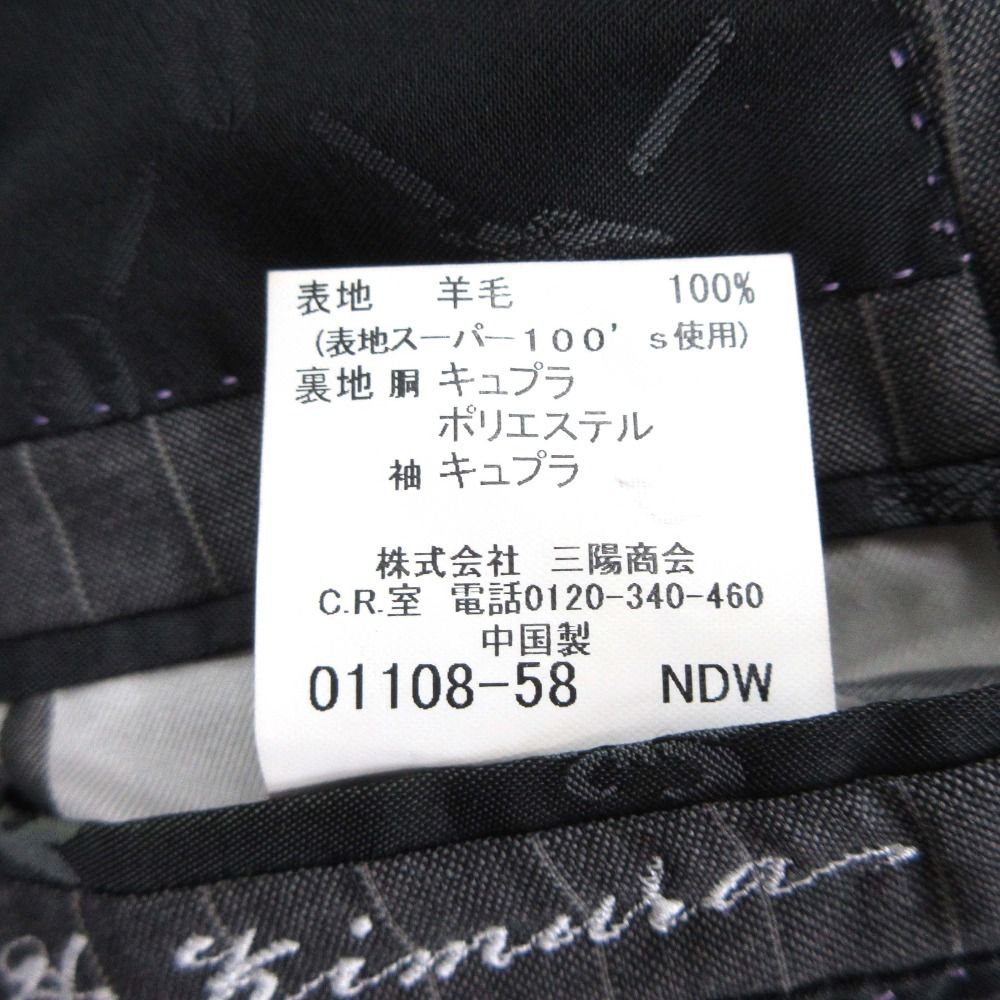 表地 羊毛 100%
(表地スーパー１００’ｓ使用)
裏地 胴 キュプラ
ポリエステル
袖 キュプラ
株式会社 三陽商会
C.R.室 電話0120-340-460
中国製
01108-58 NDW
Kimura